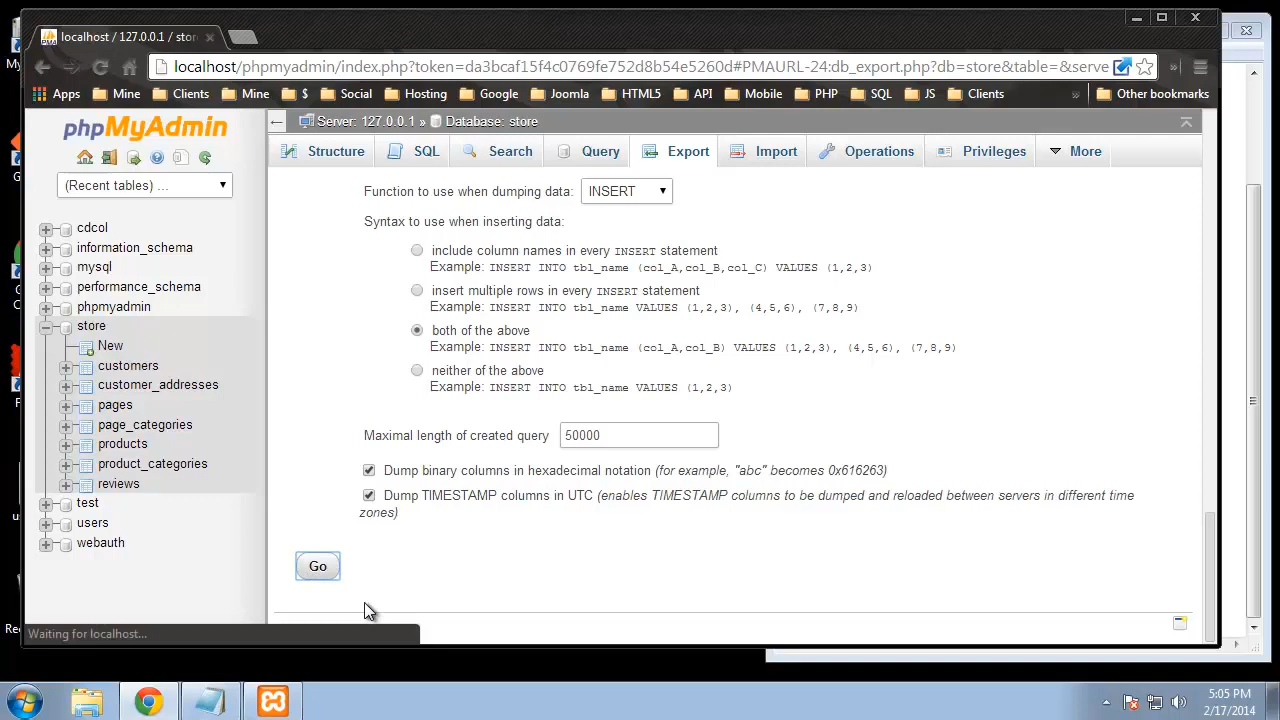 localhost / 127.0.0.1 / stor
localhost/phpmyadmin/index.php?token=da3bcaf15f4c0769fe752d8b54e5260d#PMAURL-24:db_export.php?db=store&table=&serve
Apps Mine Clients Mine $ Social Hosting Google Joomla HTML5 API Mobile PHP SQL JS Clients » Other bookmarks
phpMyAdmin
Server: 127.0.0.1 » Database: store
Structure SQL Search Query Export Import Operations Privileges More
(Recent tables) ...
cdcol
information_schema
mysql
performance_schema
phpmyadmin
store
New
customers
customer_addresses
pages
page_categories
products
product_categories
reviews
test
users
webauth
Function to use when dumping data: INSERT
Syntax to use when inserting data:
include column names in every INSERT statement
Example: INSERT INTO tbl_name (col_A,col_B,col_C) VALUES (1,2,3)
insert multiple rows in every INSERT statement
Example: INSERT INTO tbl_name VALUES (1,2,3), (4,5,6), (7,8,9)
both of the above
Example: INSERT INTO tbl_name (col_A,col_B) VALUES (1,2,3), (4,5,6), (7,8,9)
neither of the above
Example: INSERT INTO tbl_name VALUES (1,2,3)
Maximal length of created query 50000
Dump binary columns in hexadecimal notation (for example, "abc" becomes 0x616263)
Dump TIMESTAMP columns in UTC (enables TIMESTAMP columns to be dumped and reloaded between servers in different time
zones)
Go
Waiting for localhost...
5:05 PM
2/17/2014